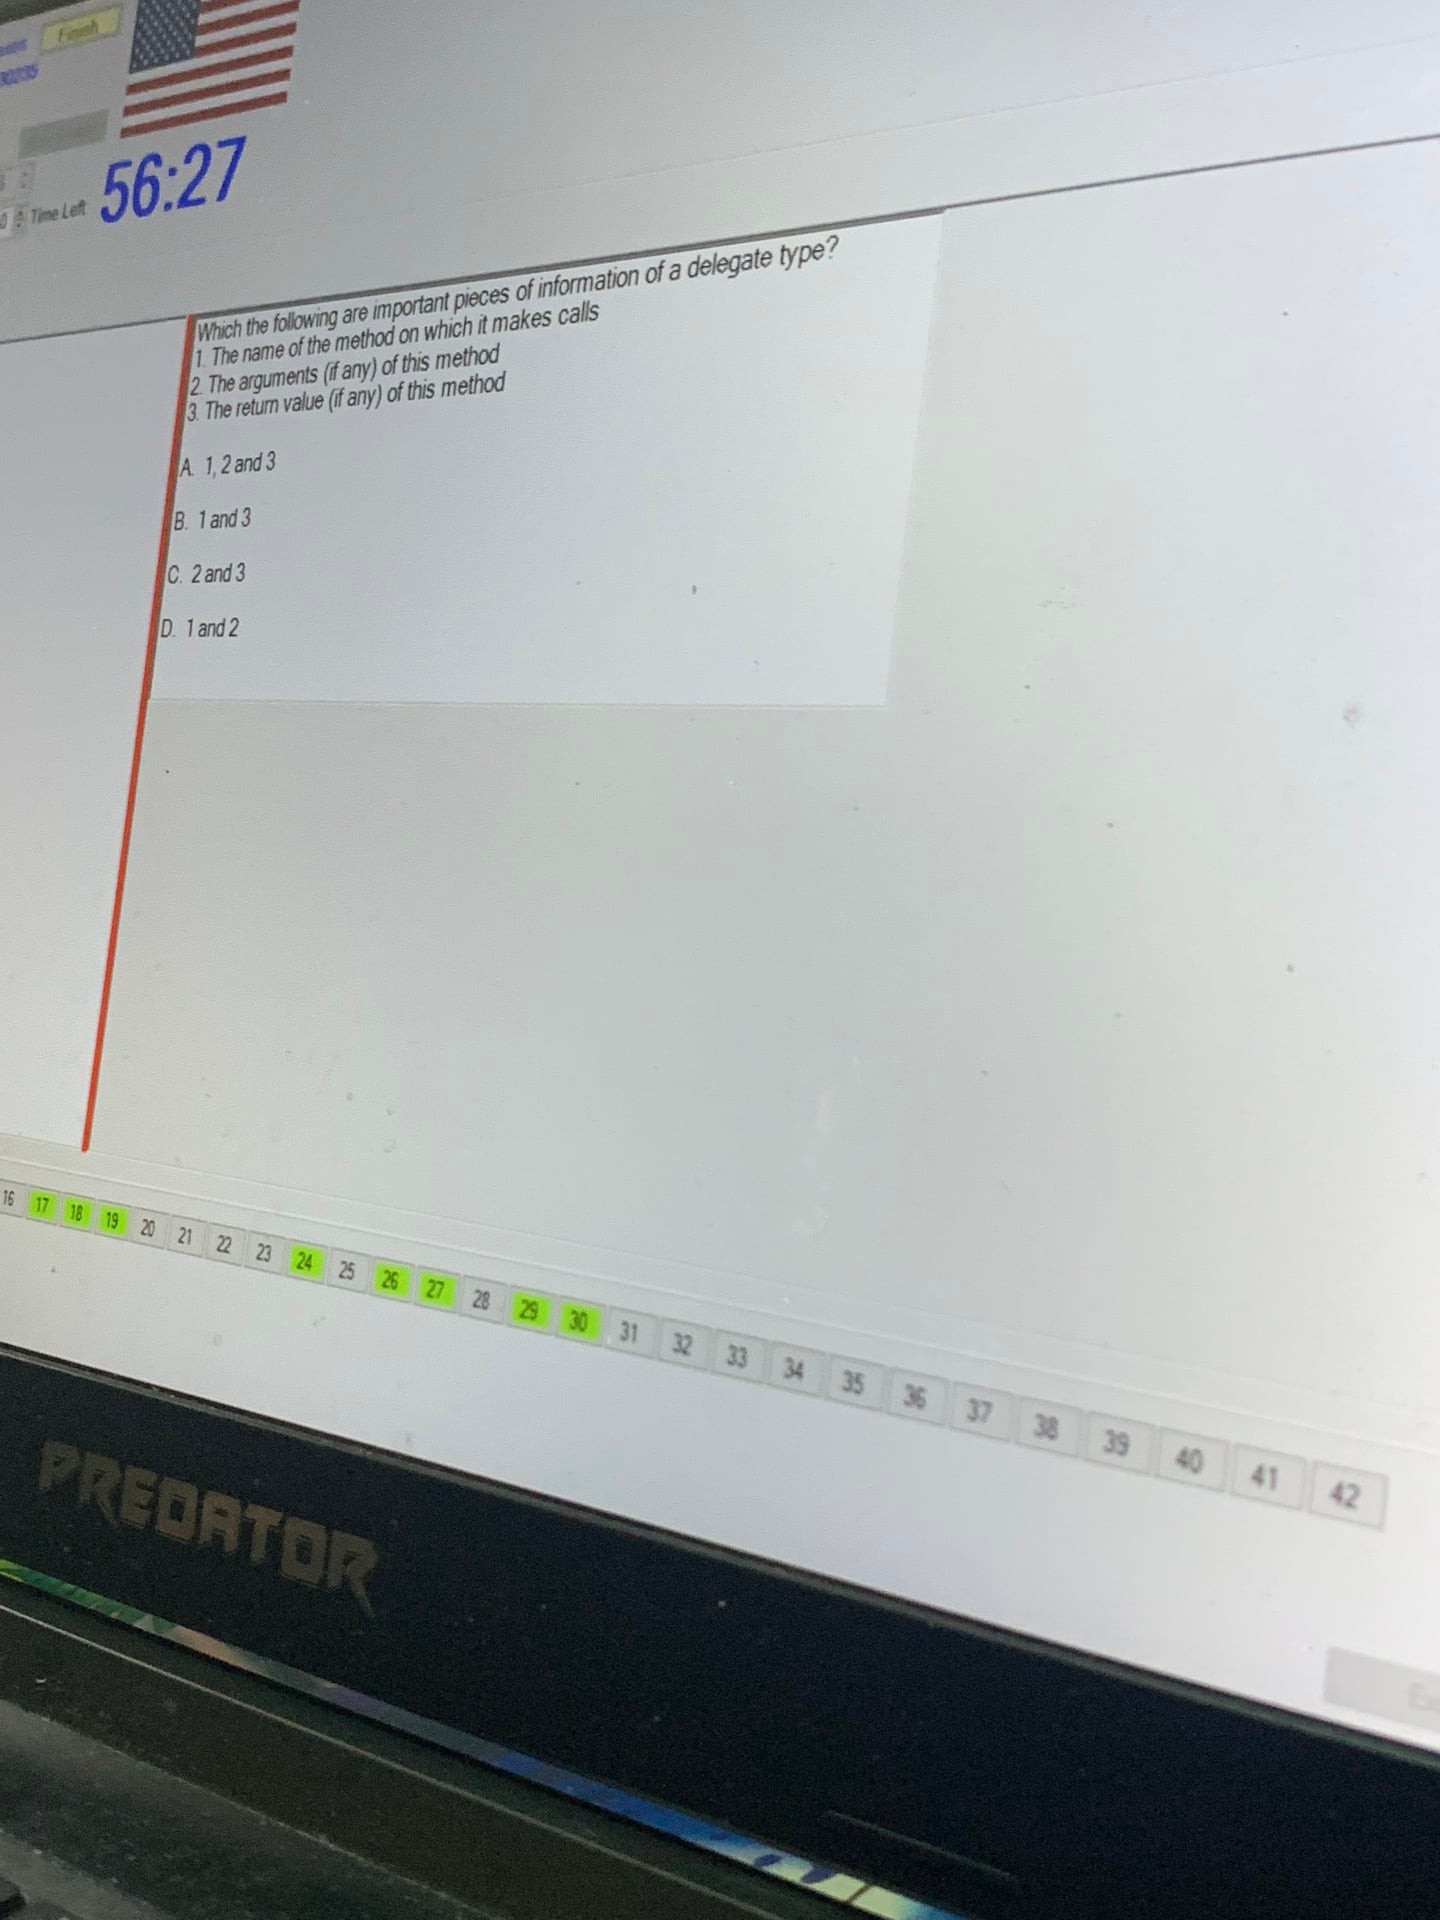 Finish
Time Left 56:27
Which the following are important pieces of information of a delegate type?
1. The name of the method on which it makes calls
2. The arguments (if any) of this method
3. The return value (if any) of this method
A. 1, 2 and 3
B. 1 and 3
C. 2 and 3
D. 1 and 2
16 17 18 19 20 21 22 23 24 25 26 27 28 29 30 31 32 33 34 35 36 37 38 39 40 41 42
PREDATOR